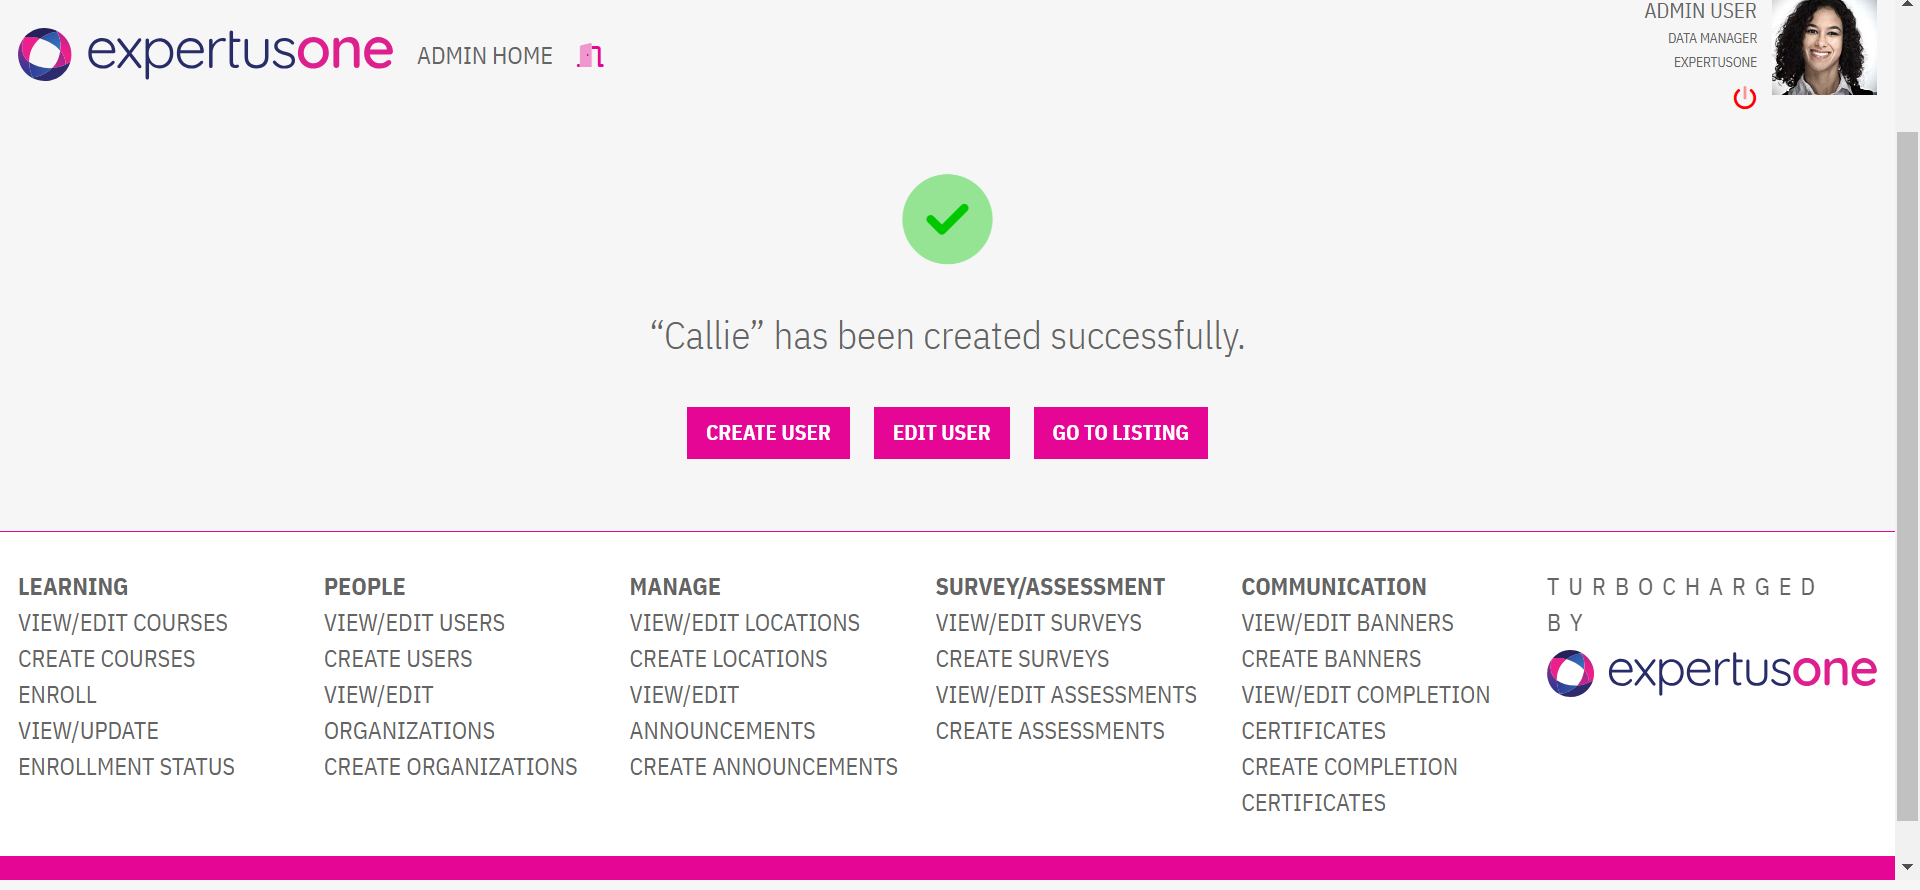 expertusone ADMIN HOME
ADMIN USER
DATA MANAGER
EXPERTUSONE
“Callie” has been created successfully.
CREATE USER EDIT USER GO TO LISTING
LEARNING
VIEW/EDIT COURSES
CREATE COURSES
ENROLL
VIEW/UPDATE
ENROLLMENT STATUS
PEOPLE
VIEW/EDIT USERS
CREATE USERS
VIEW/EDIT
ORGANIZATIONS
CREATE ORGANIZATIONS
MANAGE
VIEW/EDIT LOCATIONS
CREATE LOCATIONS
VIEW/EDIT
ANNOUNCEMENTS
CREATE ANNOUNCEMENTS
SURVEY/ASSESSMENT
VIEW/EDIT SURVEYS
CREATE SURVEYS
VIEW/EDIT ASSESSMENTS
CREATE ASSESSMENTS
COMMUNICATION
VIEW/EDIT BANNERS
CREATE BANNERS
VIEW/EDIT COMPLETION
CERTIFICATES
CREATE COMPLETION
CERTIFICATES
TURBOCHARGED
BY
expertusone